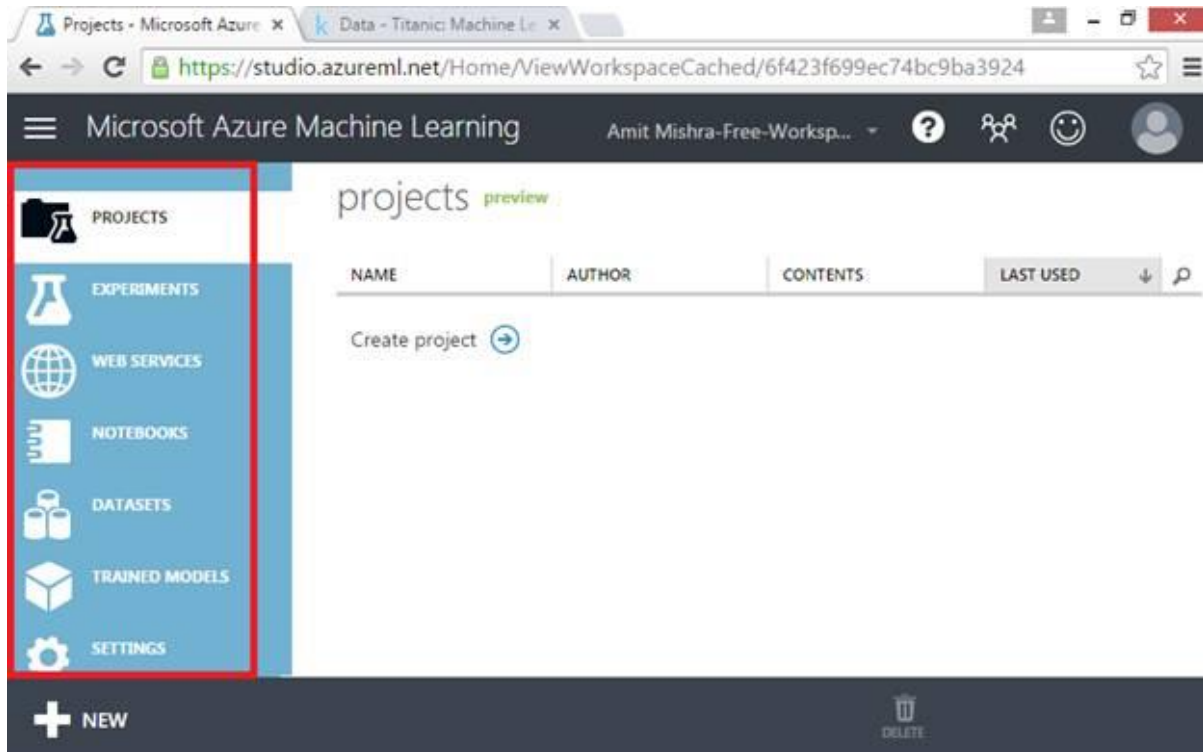 Projects - Microsoft Azure
Data - Titanic: Machine Le
https://studio.azureml.net/Home/ViewWorkspaceCached/6f423f699ec74bc9ba3924
Microsoft Azure Machine Learning
Amit Mishra-Free-Worksp...
?
PROJECTS
EXPERIMENTS
WEB SERVICES
NOTEBOOKS
DATASETS
TRAINED MODELS
SETTINGS
projects preview
NAME AUTHOR CONTENTS LAST USED
Create project
NEW
DELETE